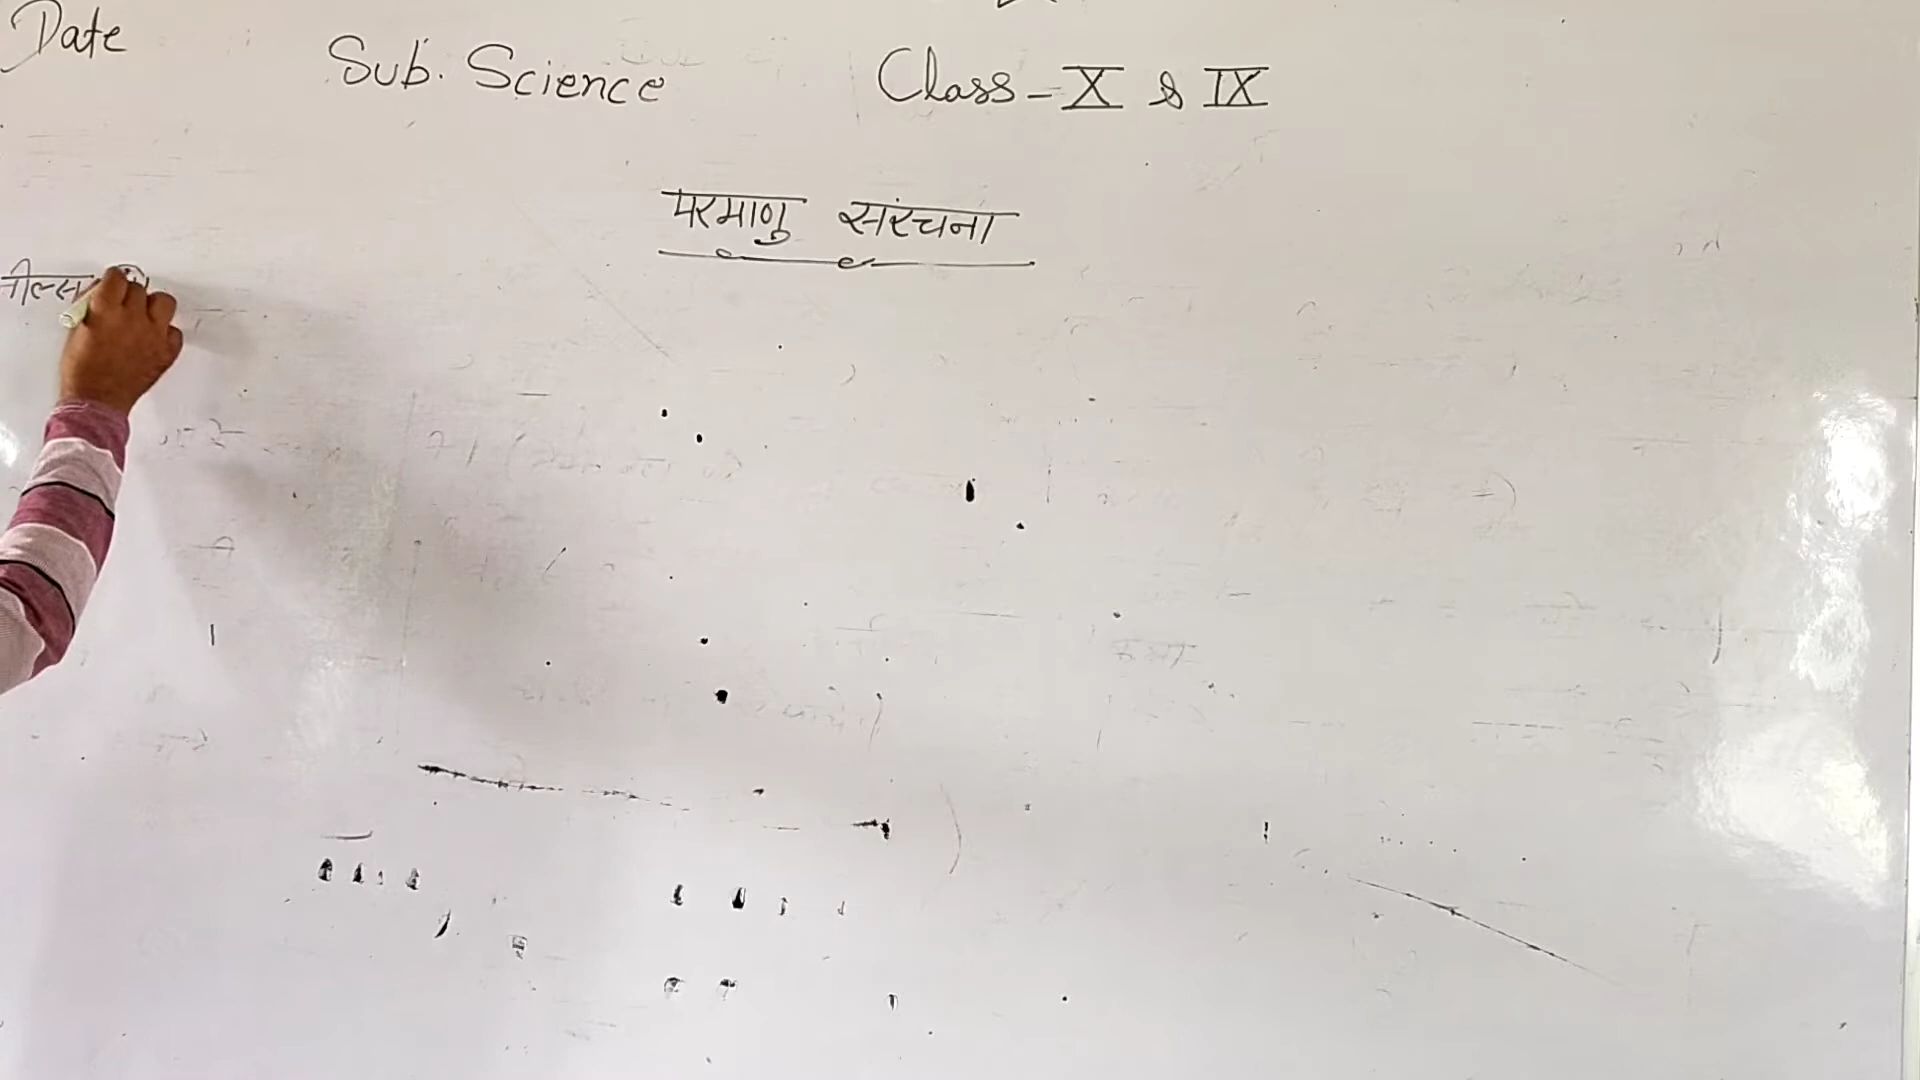 Date
Sub. Science
Class - X & IX
परमाणु संरचना